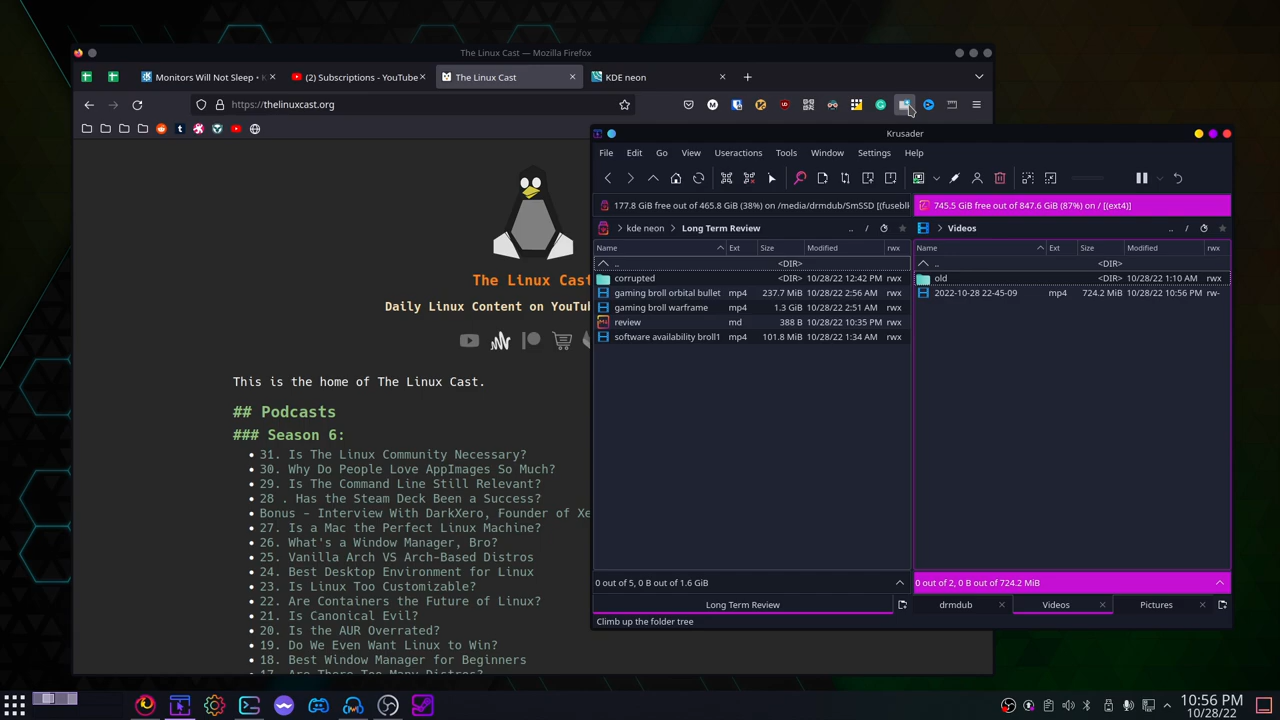 The Linux Cast — Mozilla Firefox
Monitors Will Not Sleep • K
(2) Subscriptions - YouTube
The Linux Cast
KDE neon
https://thelinuxcast.org
The Linux Cast
Daily Linux Content on YouTu
This is the home of The Linux Cast.
## Podcasts
### Season 6:
• 31. Is The Linux Community Necessary?
• 30. Why Do People Love AppImages So Much?
• 29. Is The Command Line Still Relevant?
• 28 . Has the Steam Deck Been a Success?
• Bonus - Interview With DarkXero, Founder of Xe
• 27. Is a Mac the Perfect Linux Machine?
• 26. What's a Window Manager, Bro?
• 25. Vanilla Arch VS Arch-Based Distros
• 24. Best Desktop Environment for Linux
• 23. Is Linux Too Customizable?
• 22. Are Containers the Future of Linux?
• 21. Is Canonical Evil?
• 20. Is the AUR Overrated?
• 19. Do We Even Want Linux to Win?
• 18. Best Window Manager for Beginners
17. Are There Too Many Distros?
Krusader
File Edit Go View Useractions Tools Window Settings Help
177.8 GiB free out of 465.8 GiB (38%) on /media/drmdub/SmSSD [(fusebl
kde neon Long Term Review .. /
Name Ext Size Modified rwx
.. <DIR>
corrupted <DIR> 10/28/22 12:42 PM rwx
gaming broll orbital bullet mp4 237.7 MiB 10/28/22 2:56 AM rwx
gaming broll warframe mp4 1.3 GiB 10/28/22 2:51 AM rwx
review md 388 B 10/28/22 10:35 PM rwx
software availability broll1 mp4 101.8 MiB 10/28/22 1:34 AM rwx
0 out of 5, 0 B out of 1.6 GiB
Long Term Review
745.5 GiB free out of 847.6 GiB (87%) on / [(ext4)]
Videos .. /
Name Ext Size Modified rwx
.. <DIR>
old <DIR> 10/28/22 1:10 AM rwx
2022-10-28 22-45-09 mp4 724.2 MiB 10/28/22 10:56 PM rw-
0 out of 2, 0 B out of 724.2 MiB
drmdub Videos Pictures
Climb up the folder tree
10:56 PM
10/28/22